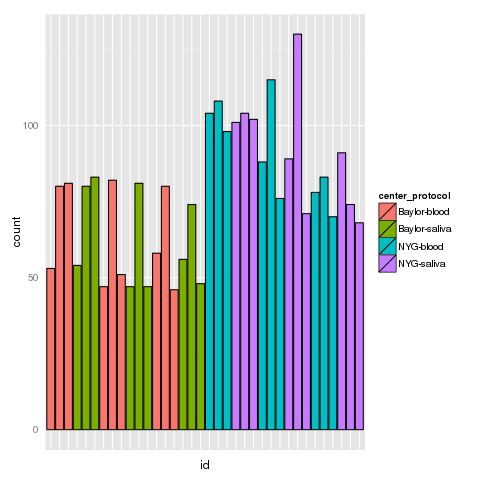 100
50
0
count
id
center_protocol
Baylor-blood
Baylor-saliva
NYG-blood
NYG-saliva